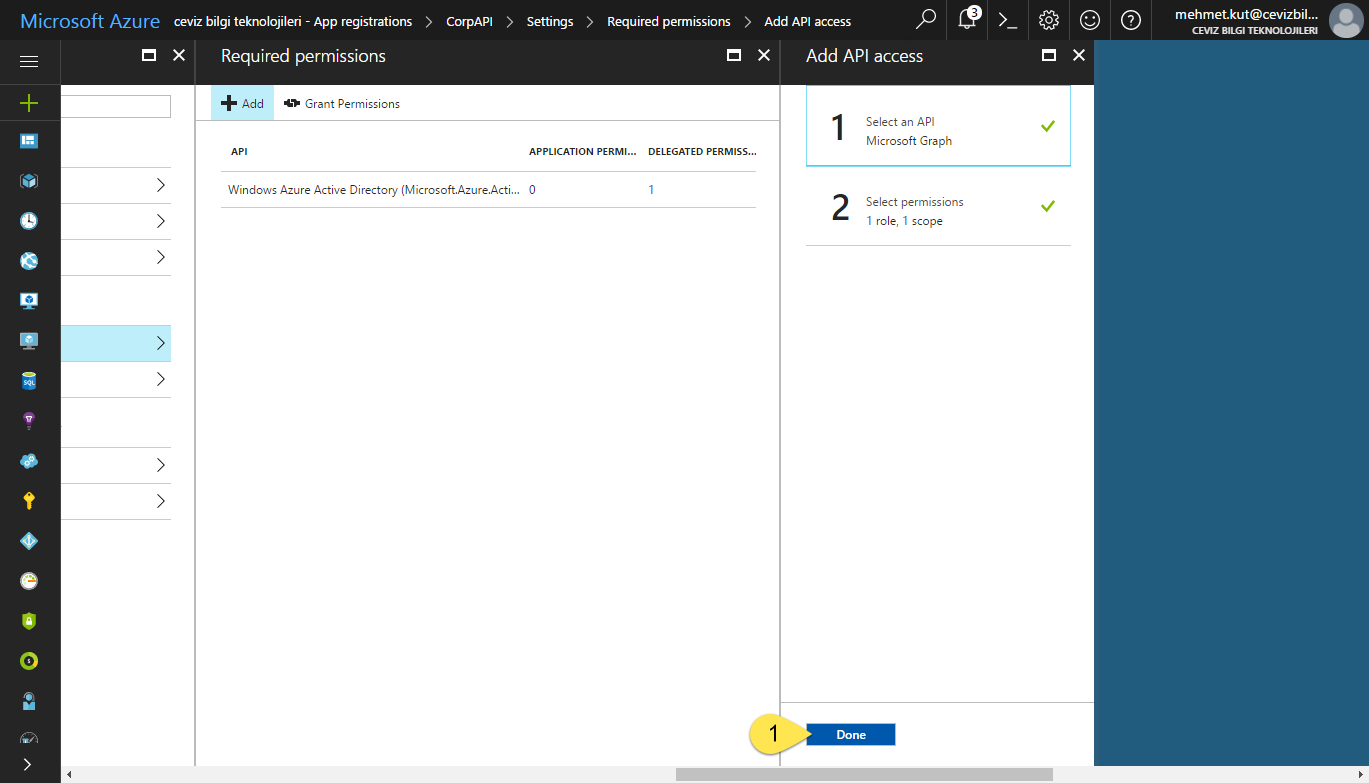 Microsoft Azure
ceviz bilgi teknolojileri - App registrations
CorpAPI
Settings
Required permissions
Add API access
3
mehmet.kut@cevizbil...
CEVIZ BILGI TEKNOLOJILERI
Required permissions
Add
Grant Permissions
API
APPLICATION PERMI...
DELEGATED PERMISS...
Windows Azure Active Directory (Microsoft.Azure.Acti...
0
1
Add API access
1
Select an API
Microsoft Graph
2
Select permissions
1 role, 1 scope
1
Done
SQL